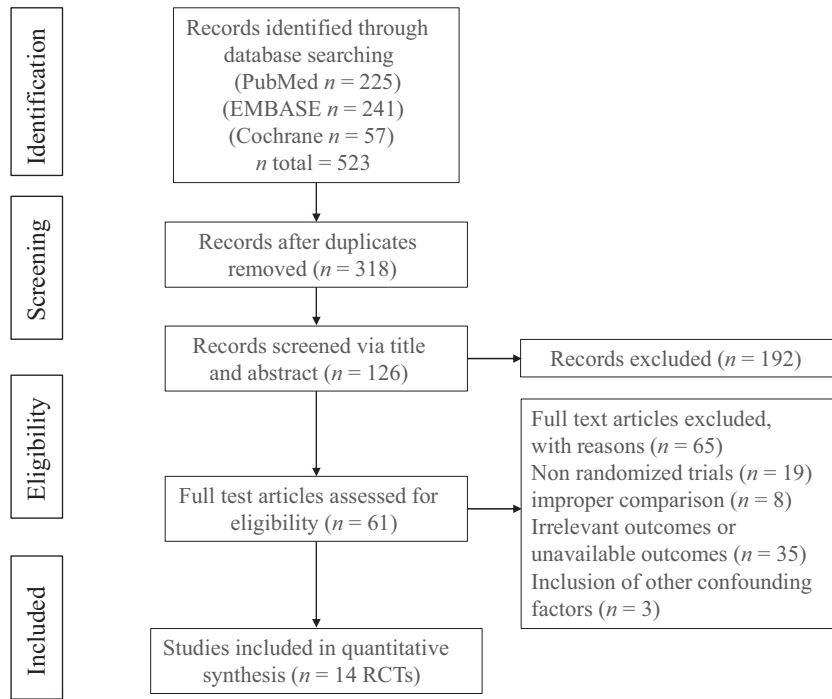 Identification
Records identified through
database searching
(PubMed n = 225)
(EMBASE n = 241)
(Cochrane n = 57)
n total = 523
Screening
Records after duplicates
removed (n = 318)
Records screened via title
and abstract (n = 126)
Records excluded (n = 192)
Eligibility
Full test articles assessed for
eligibility (n = 61)
Full text articles excluded,
with reasons (n = 65)
Non randomized trials (n = 19)
improper comparison (n = 8)
Irrelevant outcomes or
unavailable outcomes (n = 35)
Inclusion of other confounding
factors (n = 3)
Included
Studies included in quantitative
synthesis (n = 14 RCTs)